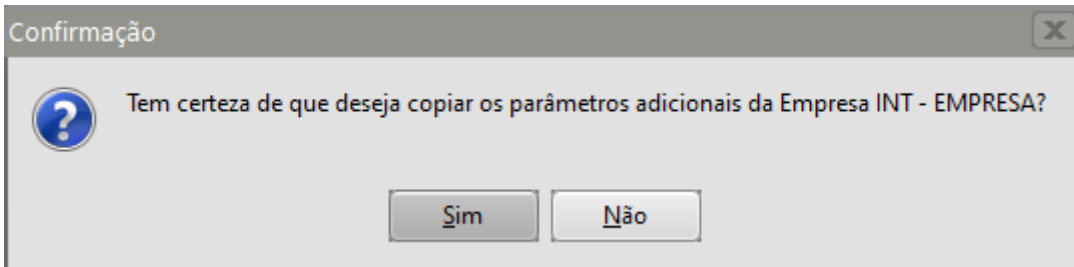 Confirmação
Tem certeza de que deseja copiar os parâmetros adicionais da Empresa INT - EMPRESA?
Sim
Não